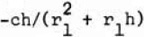 -ch/(r₁² + r₁h)